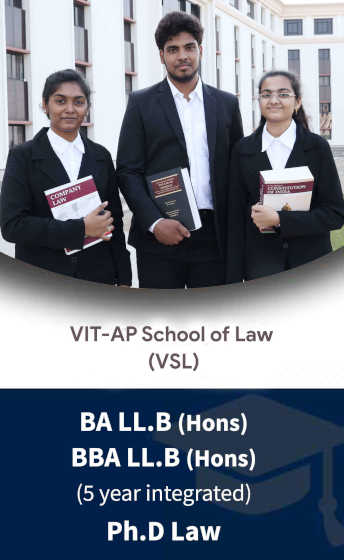 COMPANY
LAW
CONSTITUTION
OF INDIA
VIT-AP School of Law
(VSL)
BA LL.B (Hons)
BBA LL.B (Hons)
(5 year integrated)
Ph.D Law